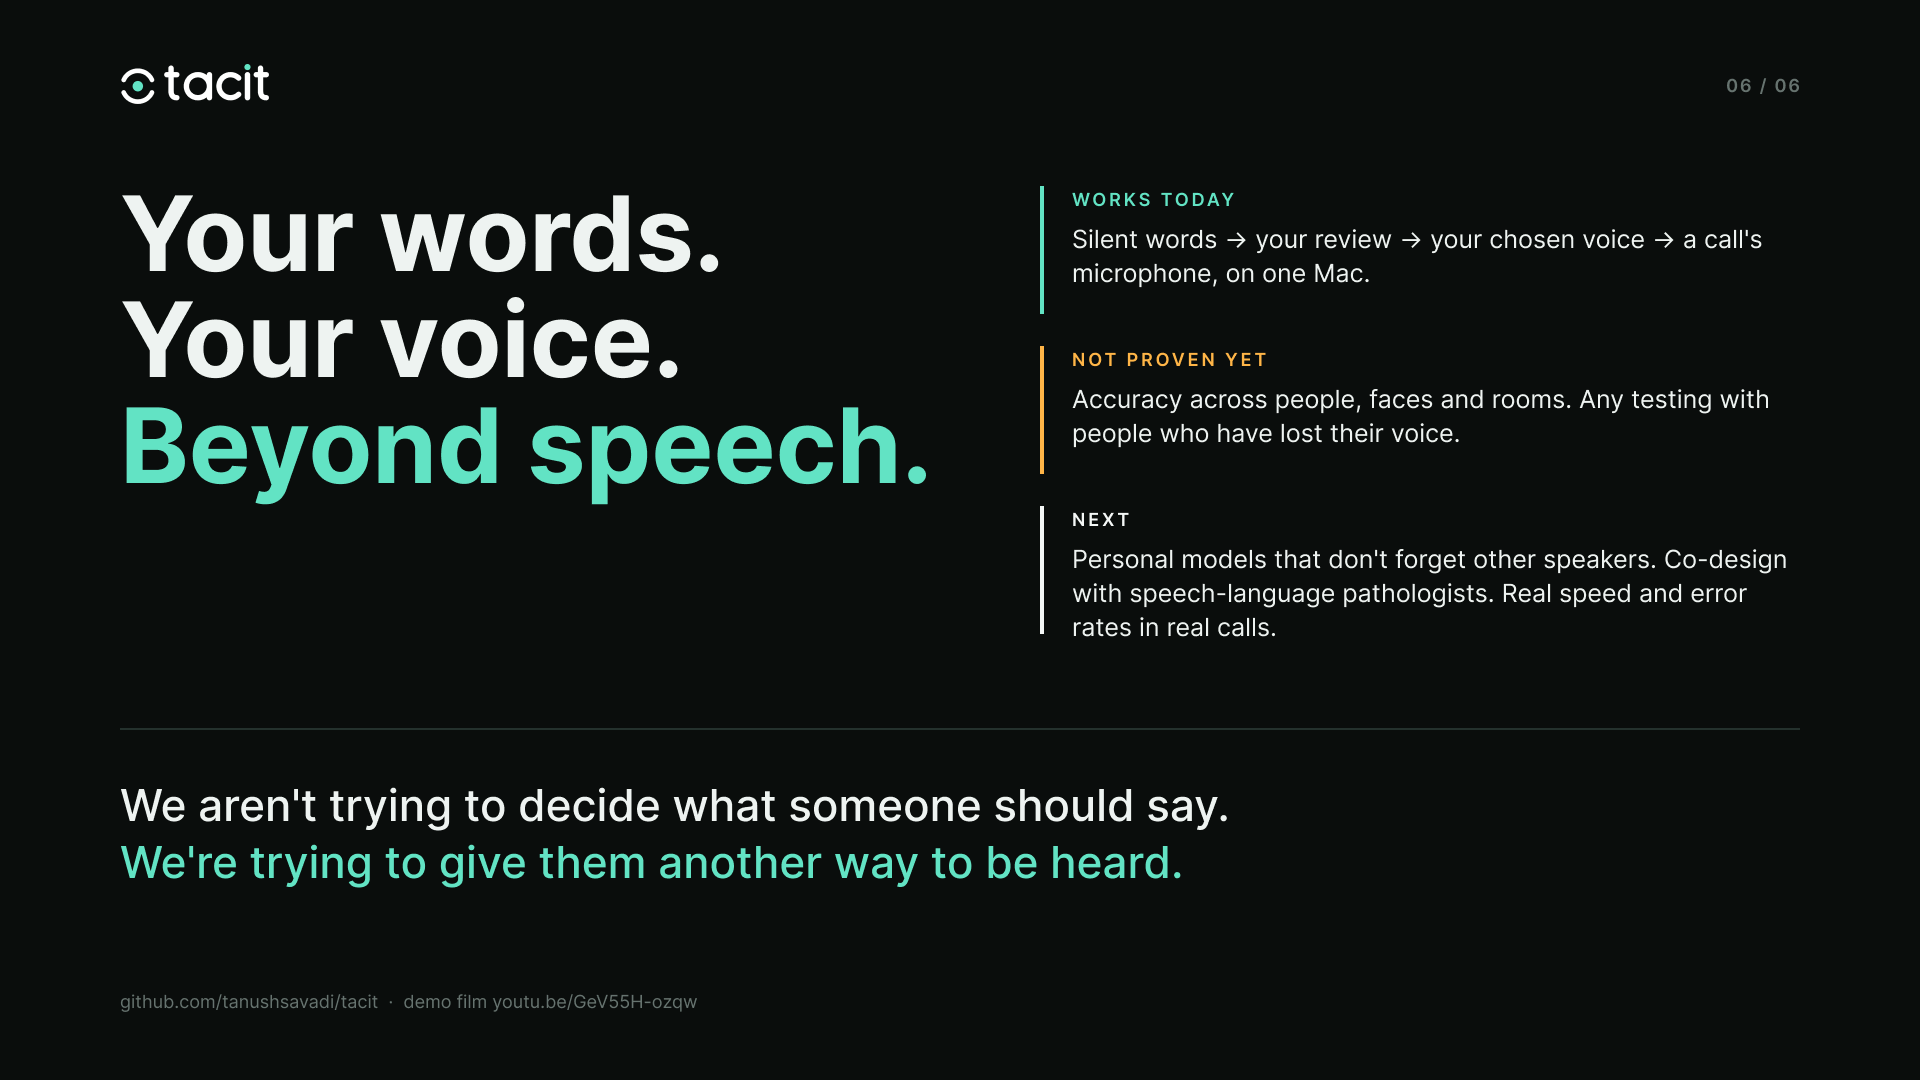 tacit
06 / 06
Your words.
Your voice.
Beyond speech.
WORKS TODAY
Silent words → your review → your chosen voice → a call's
microphone, on one Mac.
NOT PROVEN YET
Accuracy across people, faces and rooms. Any testing with
people who have lost their voice.
NEXT
Personal models that don't forget other speakers. Co-design
with speech-language pathologists. Real speed and error
rates in real calls.
We aren't trying to decide what someone should say.
We're trying to give them another way to be heard.
github.com/tanushsavadi/tacit · demo film youtu.be/GeV55H-ozqw